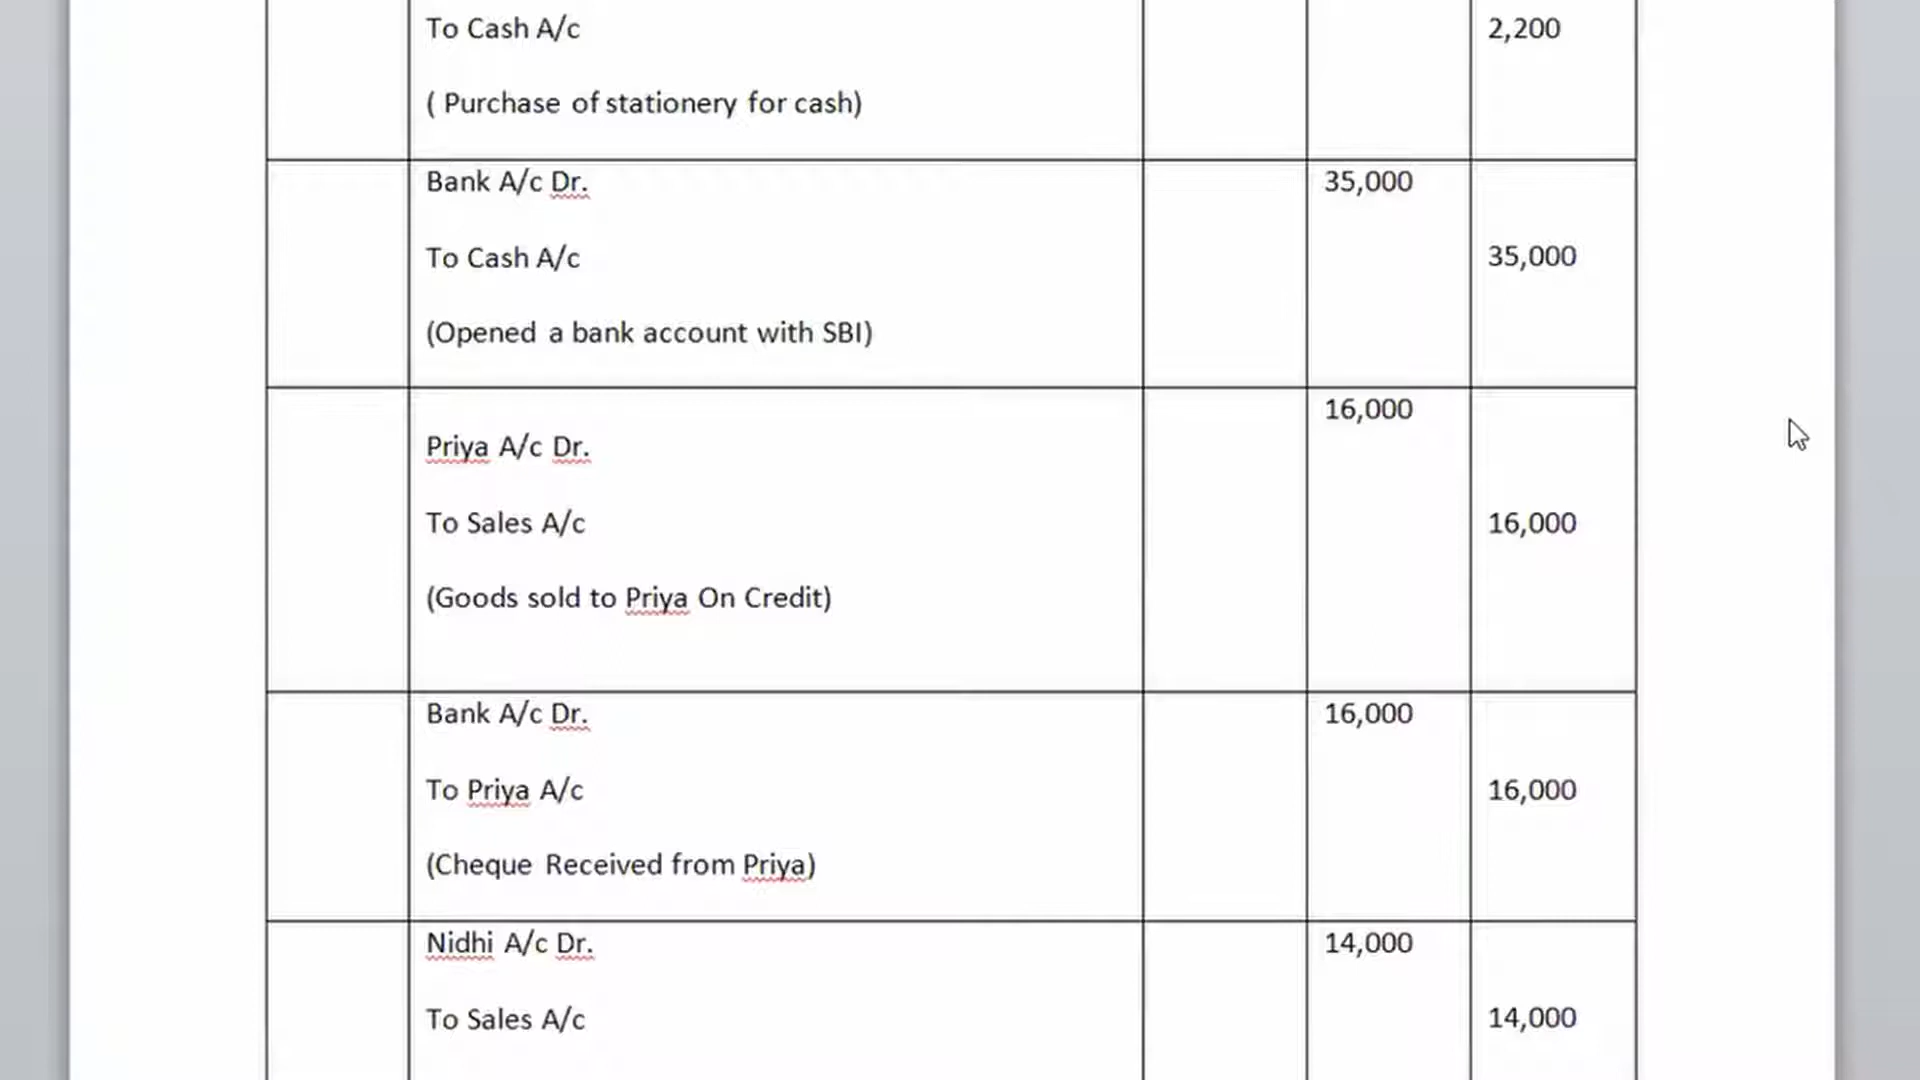 To Cash A/c 2,200
( Purchase of stationery for cash)
Bank A/c Dr. 35,000
To Cash A/c 35,000
(Opened a bank account with SBI)
16,000
Priya A/c Dr.
To Sales A/c 16,000
(Goods sold to Priya On Credit)
Bank A/c Dr. 16,000
To Priya A/c 16,000
(Cheque Received from Priya)
Nidhi A/c Dr. 14,000
To Sales A/c 14,000